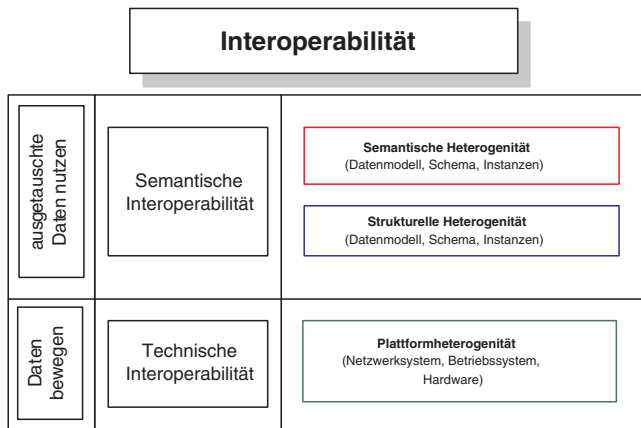 Interoperabilität
ausgetauschte
Daten nutzen
Semantische
Interoperabilität
Semantische Heterogenität
(Datenmodell, Schema, Instanzen)
Strukturelle Heterogenität
(Datenmodell, Schema, Instanzen)
Daten
bewegen
Technische
Interoperabilität
Plattformheterogenität
(Netzwerksystem, Betriebssystem,
Hardware)